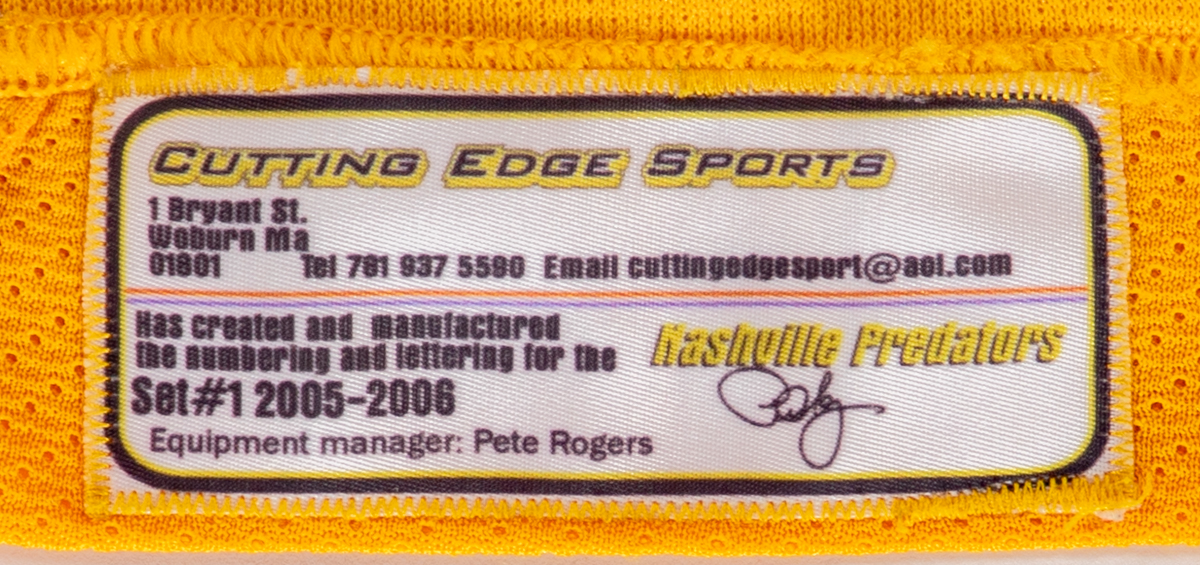 CUTTING EDGE SPORTS
1 Bryant St.
Woburn Ma
01801 Tel 781 937 5580 Email cuttingedgesport@aol.com
Has created and manufactured
the numbering and lettering for the
Set#1 2005-2006
Equipment manager: Pete Rogers
Nashville Predators